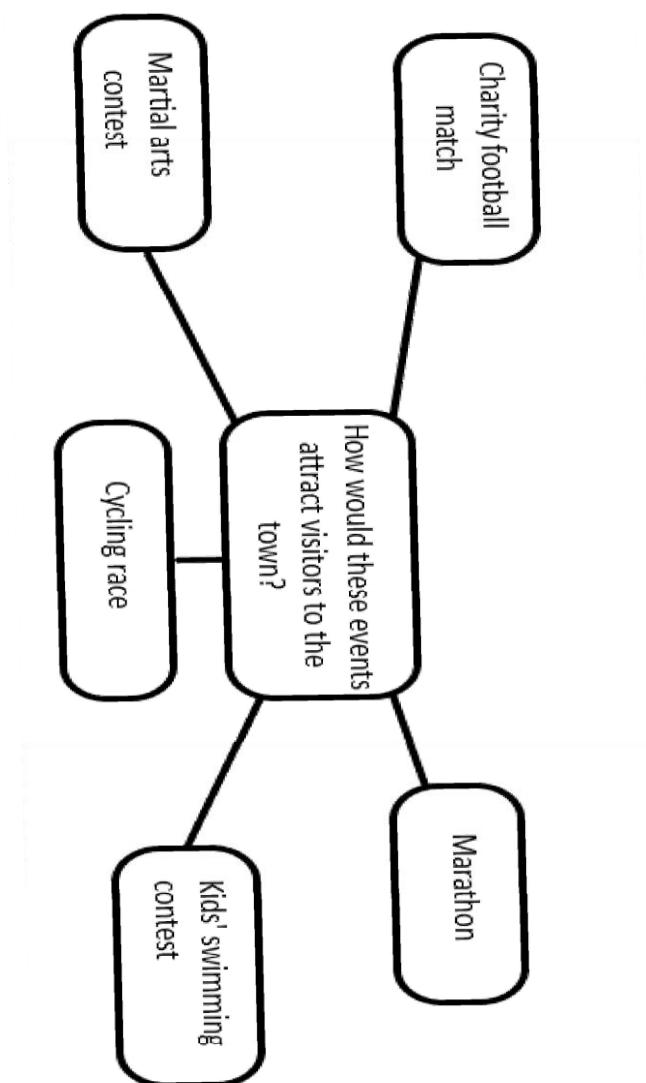 Charity football
match
Marathon
How would these events
attract visitors to the
town?
Martial arts
contest
Cycling race
Kids' swimming
contest